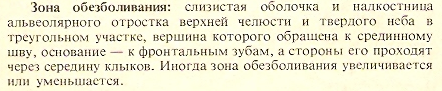 Зона обезболивания: слизистая оболочка и надкостница
альвеолярного отростка верхней челюсти и твердого неба в
треугольном участке, вершина которого обращена к срединному
шву, основание — к фронтальным зубам, а стороны его проходят
через середину клыков. Иногда зона обезболивания увеличивается
или уменьшается.